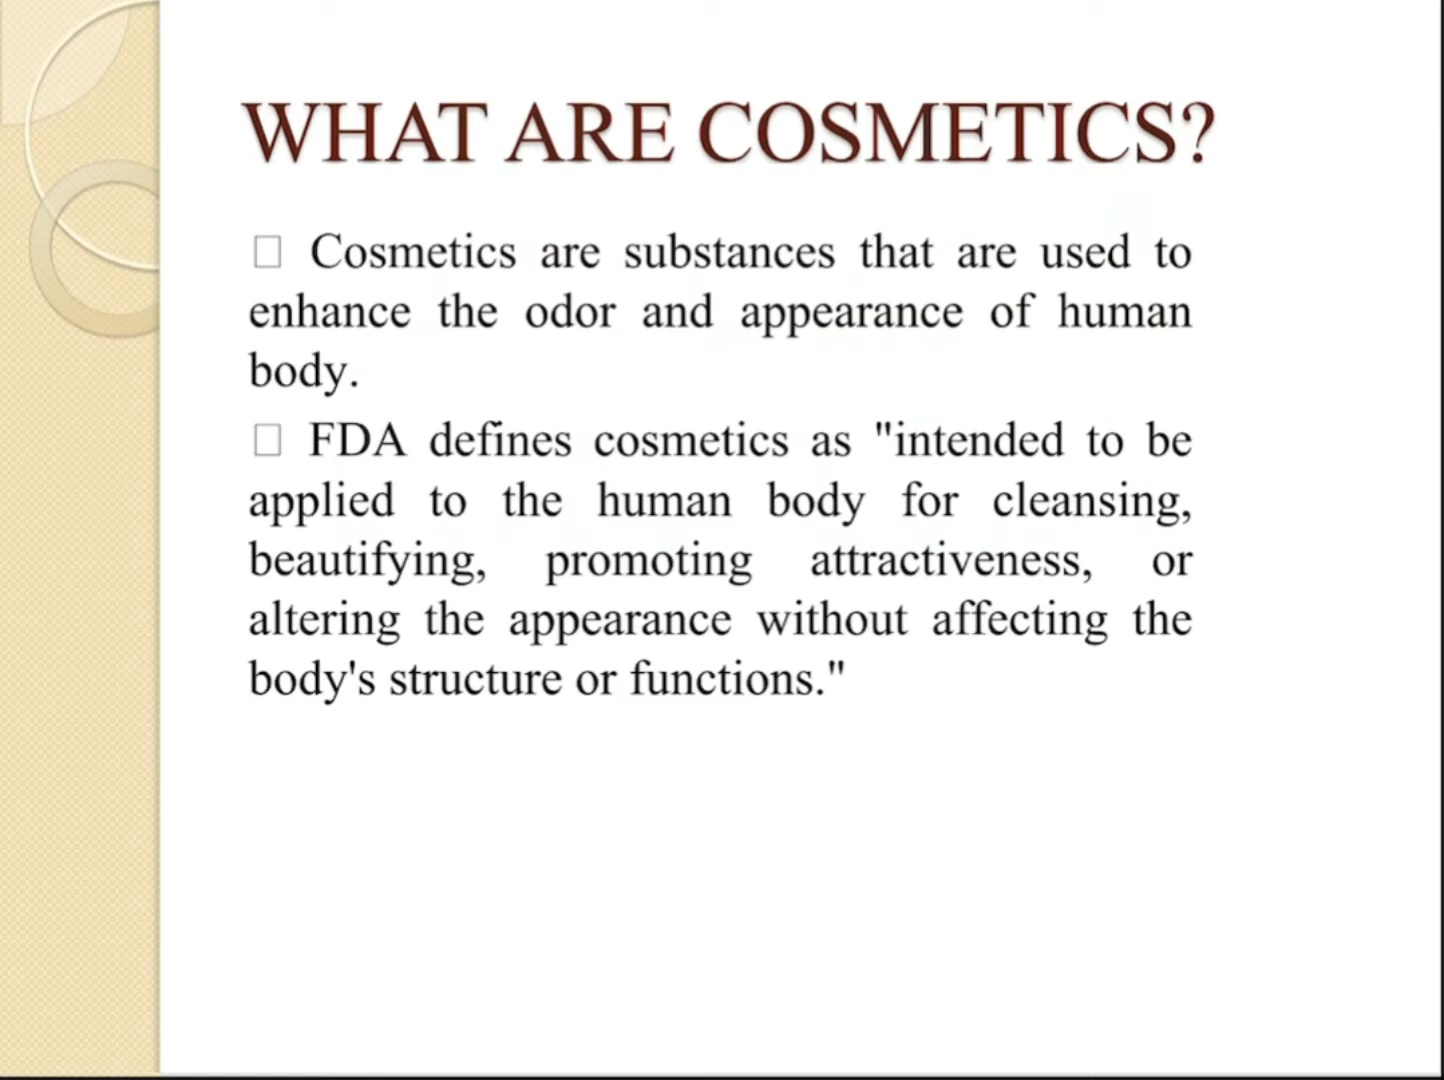 WHAT ARE COSMETICS?
□ Cosmetics are substances that are used to
enhance the odor and appearance of human
body.
□ FDA defines cosmetics as "intended to be
applied to the human body for cleansing,
beautifying, promoting attractiveness, or
altering the appearance without affecting the
body's structure or functions."